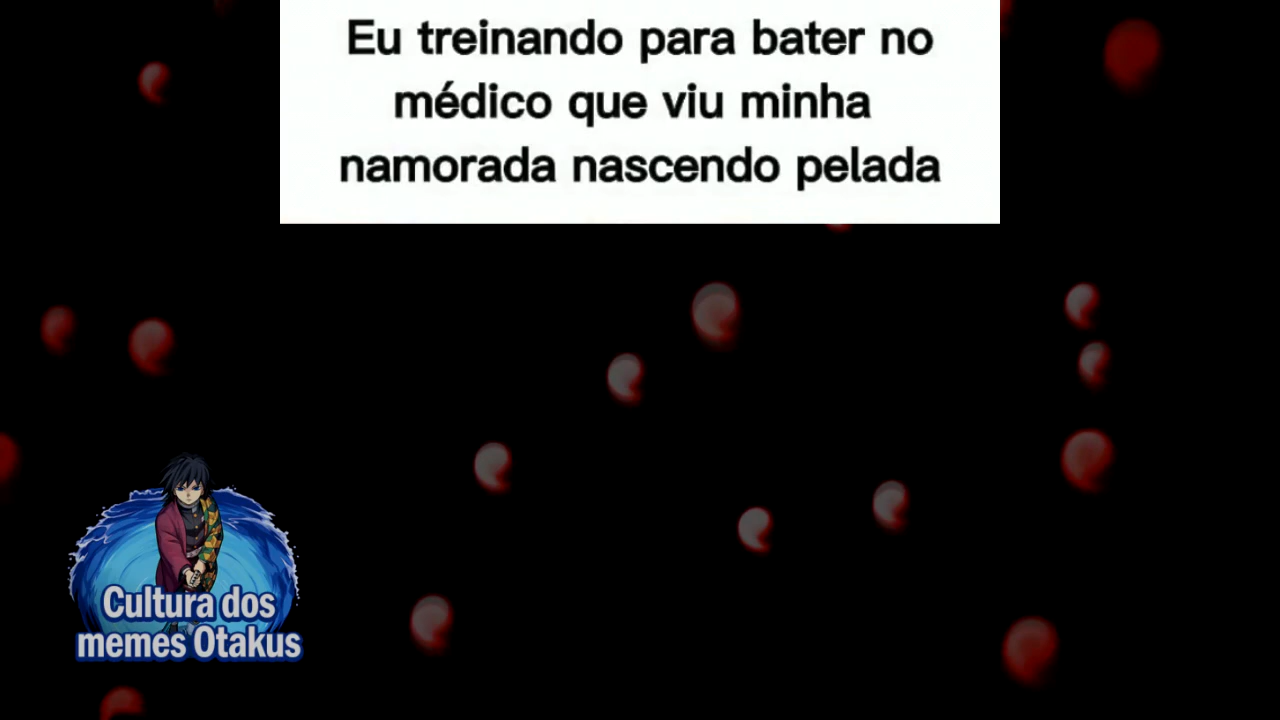 Eu treinando para bater no
médico que viu minha
namorada nascendo pelada
Cultura dos
memes Otakus